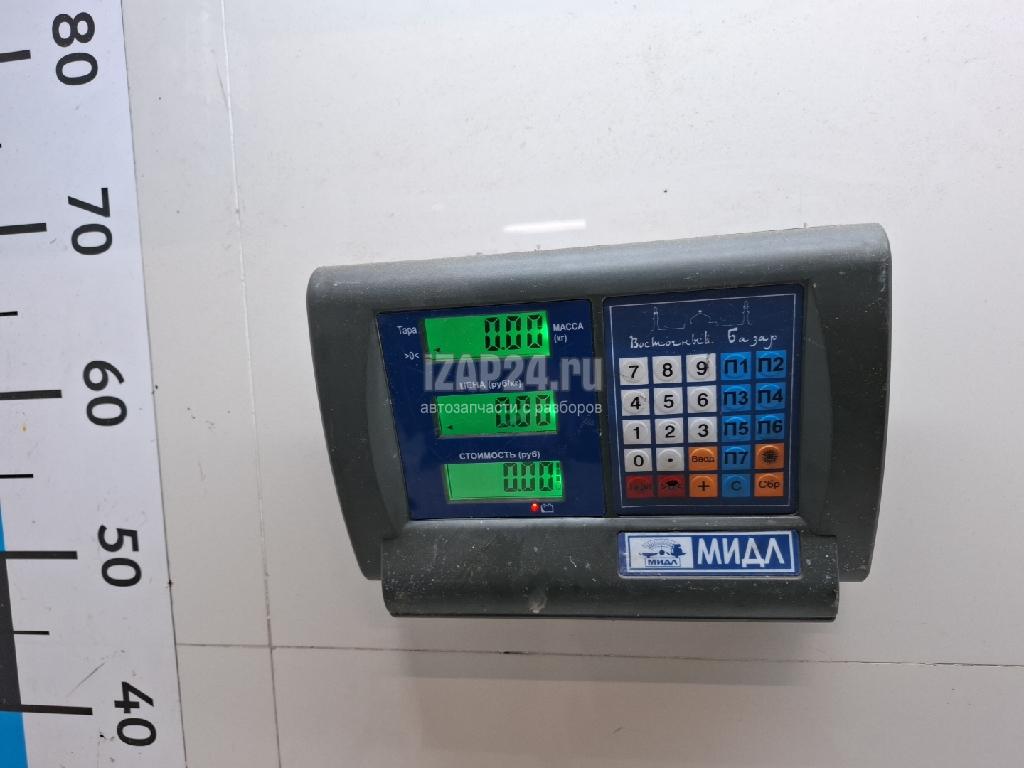 80
70
60
50
40
Тара
0.00
МАССА
(кг)
>0<
ЦЕНА (руб/кг)
0.00
СТОИМОСТЬ (руб)
0.00
iZAP24.ru
автозапчасти с разборов
Восточный Базар
7 8 9 П1 П2
4 5 6 П3 П4
1 2 3 П5 П6
0 . Ввод П7
+ С Сбр
МИДЛ
МИДЛ